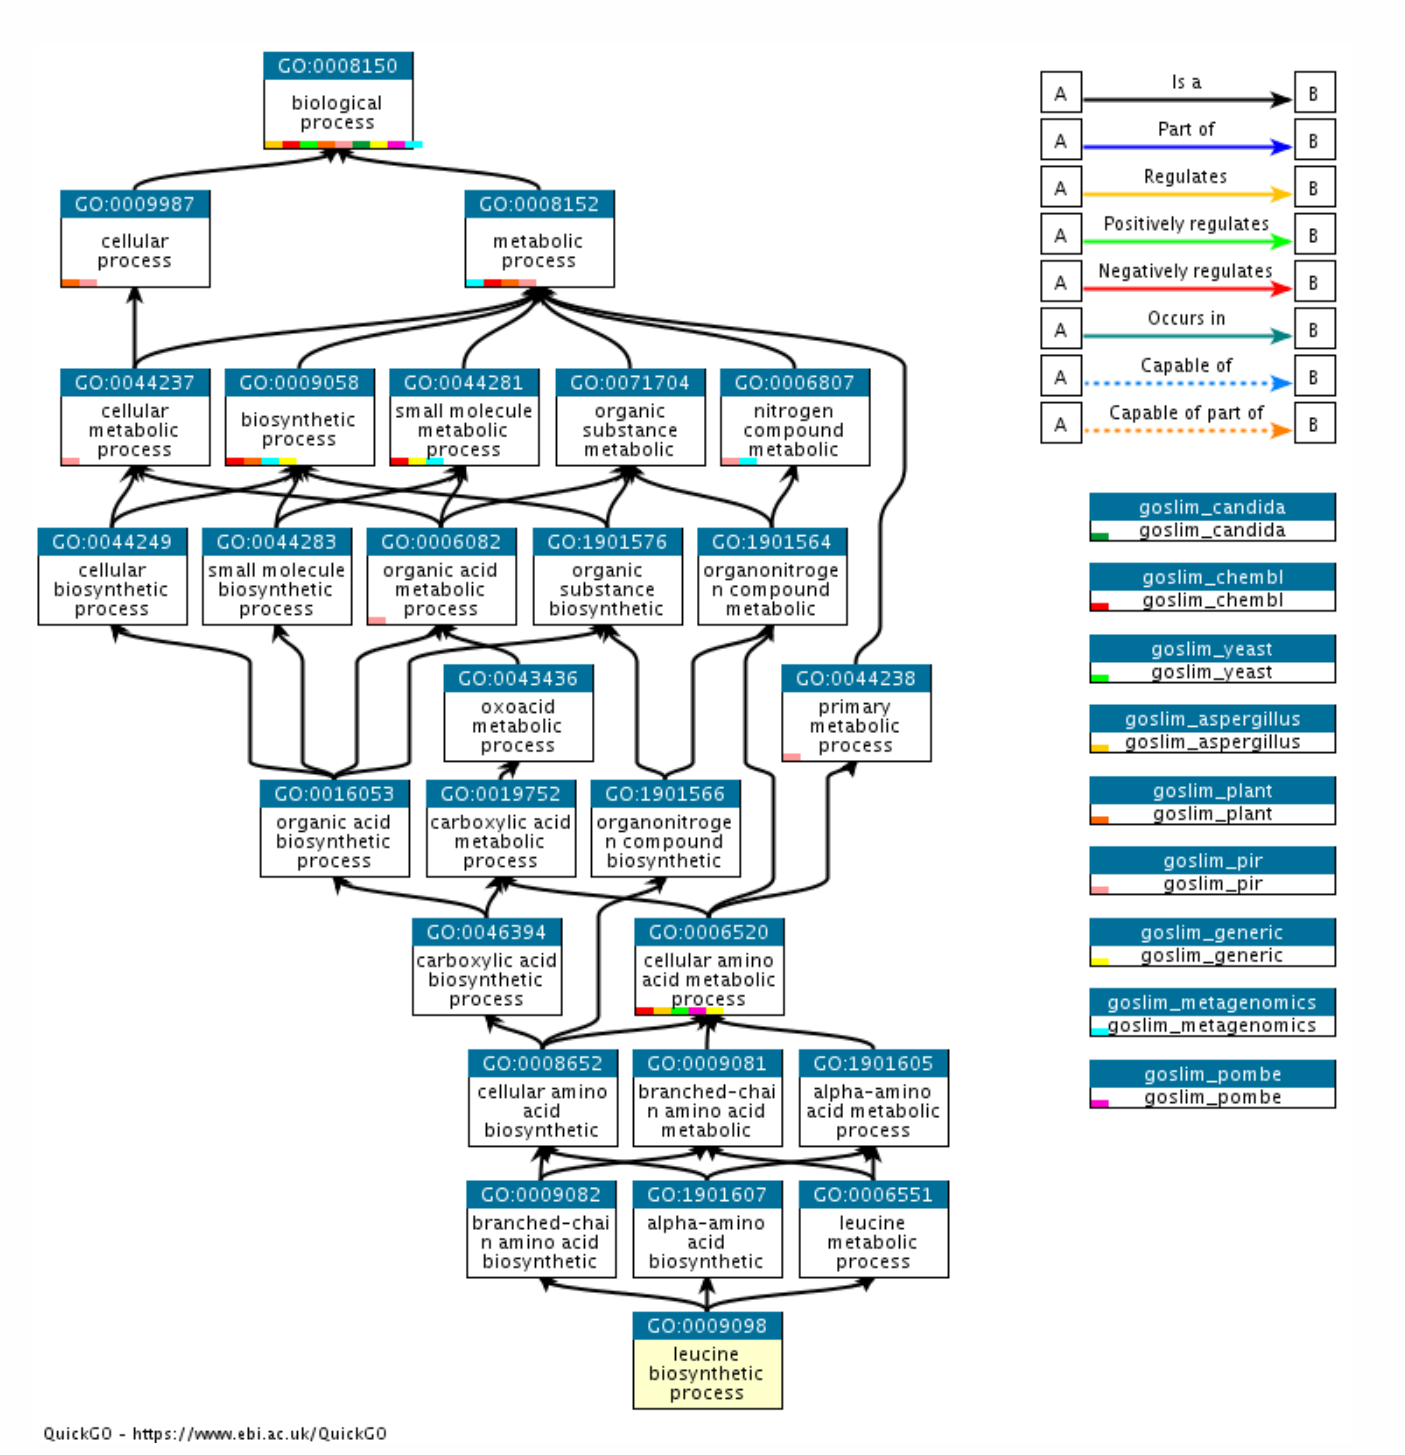 GO:0008150
biological
process
GO:0009987
cellular
process
GO:0008152
metabolic
process
GO:0044237
cellular
metabolic
process
GO:0009058
biosynthetic
process
GO:0044281
small molecule
metabolic
process
GO:0071704
organic
substance
metabolic
GO:0006807
nitrogen
compound
metabolic
GO:0044249
cellular
biosynthetic
process
GO:0044283
small molecule
biosynthetic
process
GO:0006082
organic acid
metabolic
process
GO:1901576
organic
substance
biosynthetic
GO:1901564
organonitroge
n compound
metabolic
GO:0043436
oxoacid
metabolic
process
GO:0044238
primary
metabolic
process
GO:0016053
organic acid
biosynthetic
process
GO:0019752
carboxylic acid
metabolic
process
GO:1901566
organonitroge
n compound
biosynthetic
GO:0046394
carboxylic acid
biosynthetic
process
GO:0006520
cellular amino
acid metabolic
process
GO:0008652
cellular amino
acid
biosynthetic
GO:0009081
branched-chai
n amino acid
metabolic
GO:1901605
alpha-amino
acid metabolic
process
GO:0009082
branched-chai
n amino acid
biosynthetic
GO:1901607
alpha-amino
acid
biosynthetic
GO:0006551
leucine
metabolic
process
GO:0009098
leucine
biosynthetic
process
A Is a B
A Part of B
A Regulates B
A Positively regulates B
A Negatively regulates B
A Occurs in B
A Capable of B
A Capable of part of B
goslim_candida
goslim_candida
goslim_chembl
goslim_chembl
goslim_yeast
goslim_yeast
goslim_aspergillus
goslim_aspergillus
goslim_plant
goslim_plant
goslim_pir
goslim_pir
goslim_generic
goslim_generic
goslim_metagenomics
goslim_metagenomics
goslim_pombe
goslim_pombe
QuickGO - https://www.ebi.ac.uk/QuickGO